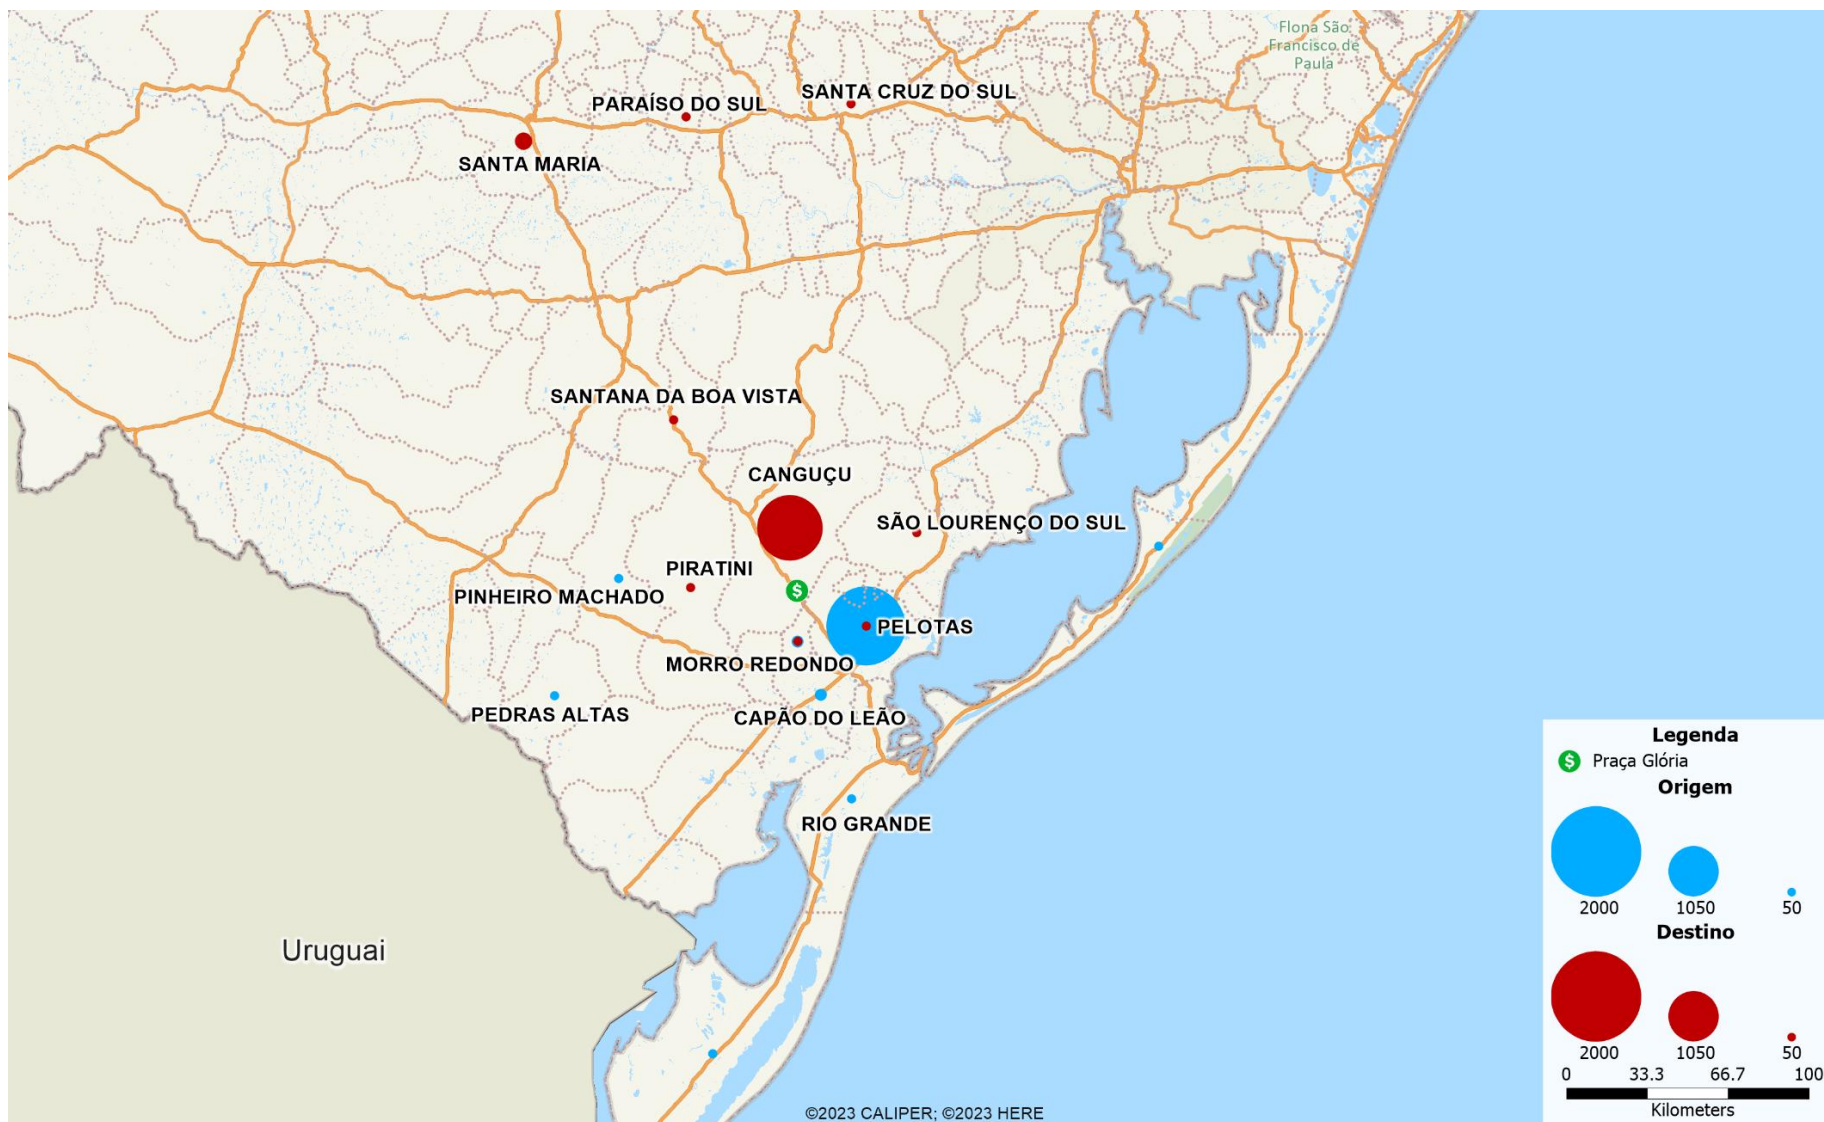 Flona São
Francisco de
Paula
SANTA CRUZ DO SUL
PARAÍSO DO SUL
SANTA MARIA
SANTANA DA BOA VISTA
CANGUÇU
SÃO LOURENÇO DO SUL
PIRATINI
PINHEIRO MACHADO
$
PELOTAS
MORRO REDONDO
PEDRAS ALTAS
CAPÃO DO LEÃO
RIO GRANDE
Uruguai
Legenda
$ Praça Glória
Origem
2000 1050 50
Destino
2000 1050 50
0 33.3 66.7 100
Kilometers
©2023 CALIPER; ©2023 HERE